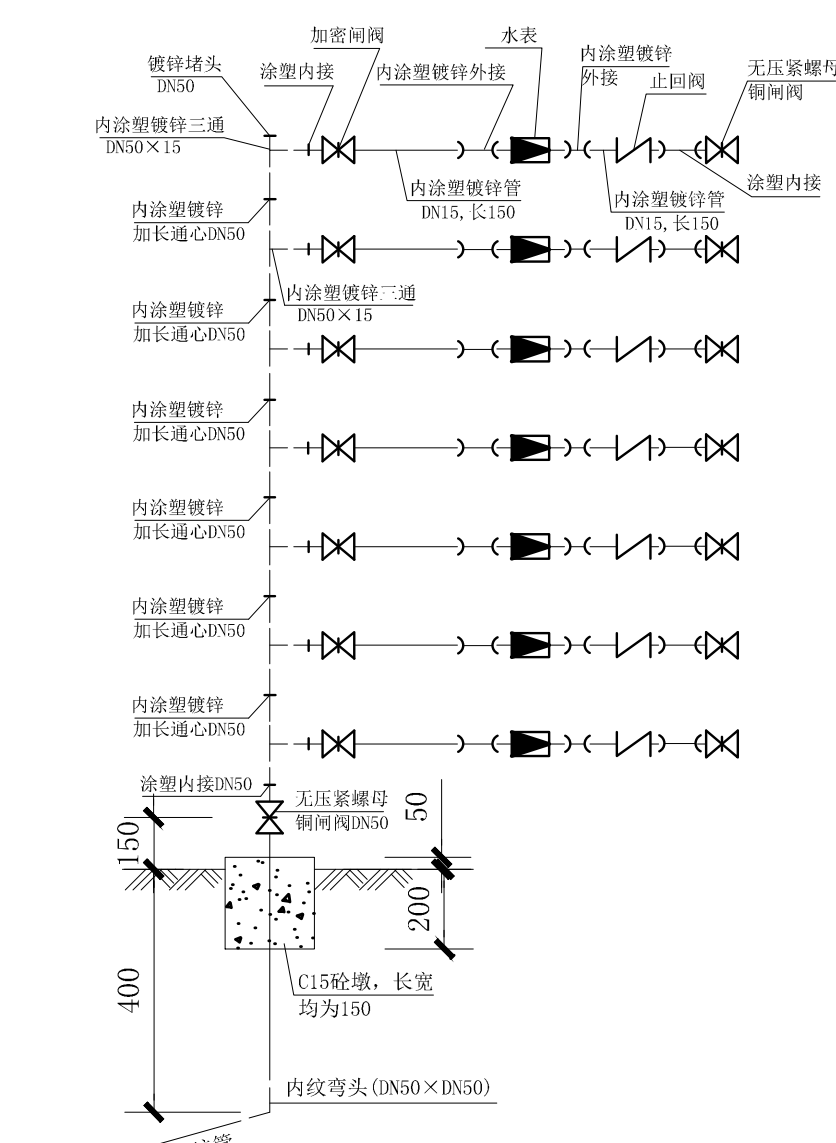 加密闸阀
水表
镀锌堵头
DN50
涂塑内接
内涂塑镀锌外接
内涂塑镀锌
外接
止回阀
无压紧螺母
铜闸阀
内涂塑镀锌三通
DN50×15
内涂塑镀锌管
DN15,长150
内涂塑镀锌管
DN15,长150
涂塑内接
内涂塑镀锌
加长通心DN50
内涂塑镀锌三通
DN50×15
内涂塑镀锌
加长通心DN50
内涂塑镀锌
加长通心DN50
内涂塑镀锌
加长通心DN50
内涂塑镀锌
加长通心DN50
内涂塑镀锌
加长通心DN50
涂塑内接DN50
无压紧螺母
铜闸阀DN50
50
150
200
400
C15砼墩，长宽
均为150
内纹弯头(DN50×DN50)